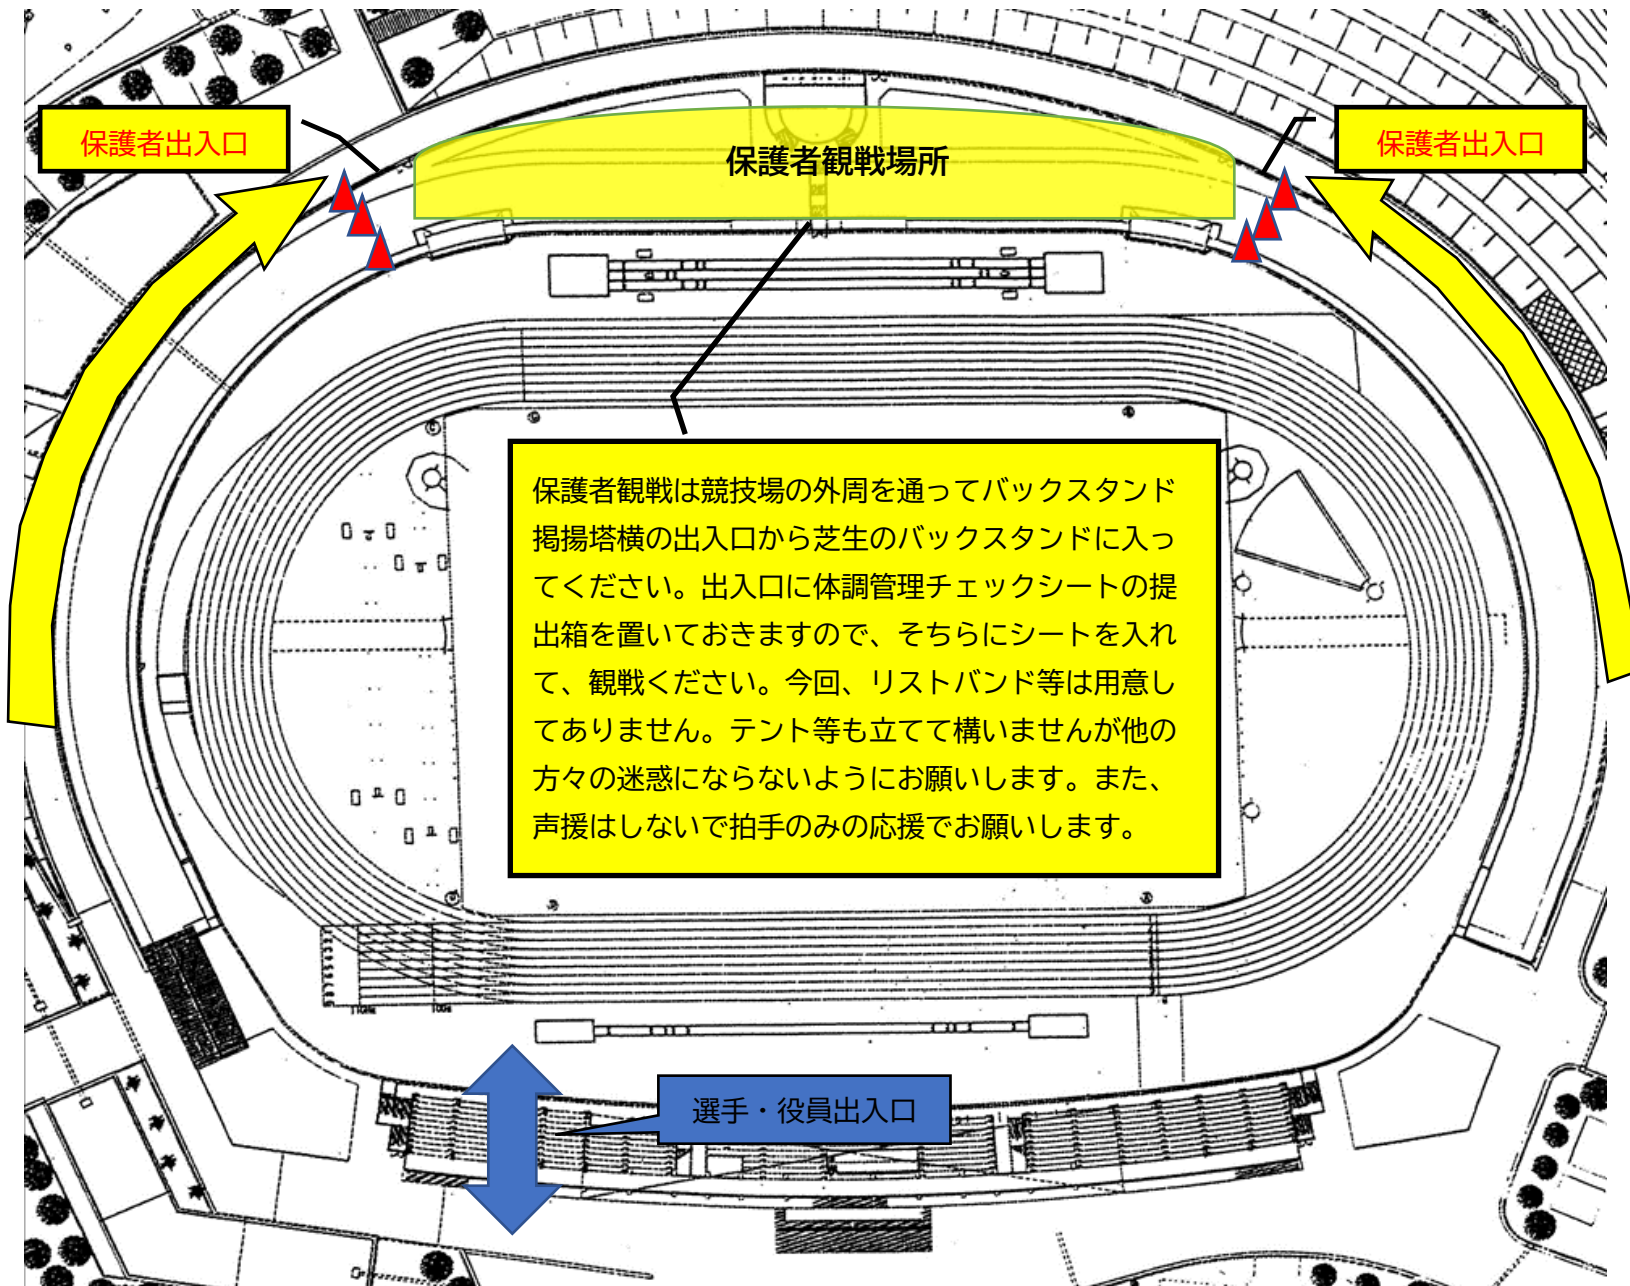 保護者出入口
保護者観戦場所
保護者出入口
保護者観戦は競技場の外周を通ってバックスタンド
掲揚塔横の出入口から芝生のバックスタンドに入っ
てください。出入口に体調管理チェックシートの提
出箱を置いておきますので、そちらにシートを入れ
て、観戦ください。今回、リストバンド等は用意し
てありません。テント等も立てて構いませんが他の
方々の迷惑にならないようにお願いします。また、
声援はしないで拍手のみの応援でお願いします。
選手・役員出入口